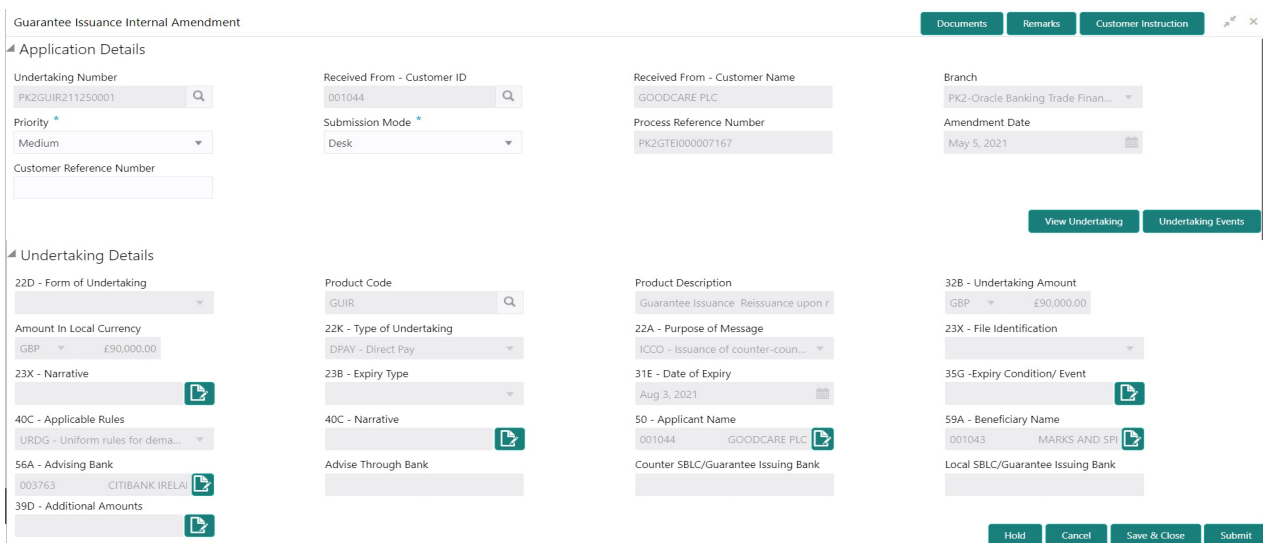 Guarantee Issuance Internal Amendment
Documents Remarks Customer Instruction
Application Details
Undertaking Number Received From - Customer ID Received From - Customer Name Branch
PK2GUIR211250001 001044 GOODCARE PLC PK2-Oracle Banking Trade Finan...
Priority * Submission Mode * Process Reference Number Amendment Date
Medium Desk PK2GTEI000007167 May 5, 2021
Customer Reference Number
View Undertaking Undertaking Events
Undertaking Details
22D - Form of Undertaking Product Code Product Description 32B - Undertaking Amount
GUIR Guarantee Issuance Reissuance upon r GBP £90,000.00
Amount In Local Currency 22K - Type of Undertaking 22A - Purpose of Message 23X - File Identification
GBP £90,000.00 DPAY - Direct Pay ICCO - Issuance of counter-coun...
23X - Narrative 23B - Expiry Type 31E - Date of Expiry 35G -Expiry Condition/ Event
Aug 3, 2021
40C - Applicable Rules 40C - Narrative 50 - Applicant Name 59A - Beneficiary Name
URDG - Uniform rules for dema... 001044 GOODCARE PLC 001043 MARKS AND SPI
56A - Advising Bank Advise Through Bank Counter SBLC/Guarantee Issuing Bank Local SBLC/Guarantee Issuing Bank
003763 CITIBANK IRELA
39D - Additional Amounts
Hold Cancel Save & Close Submit